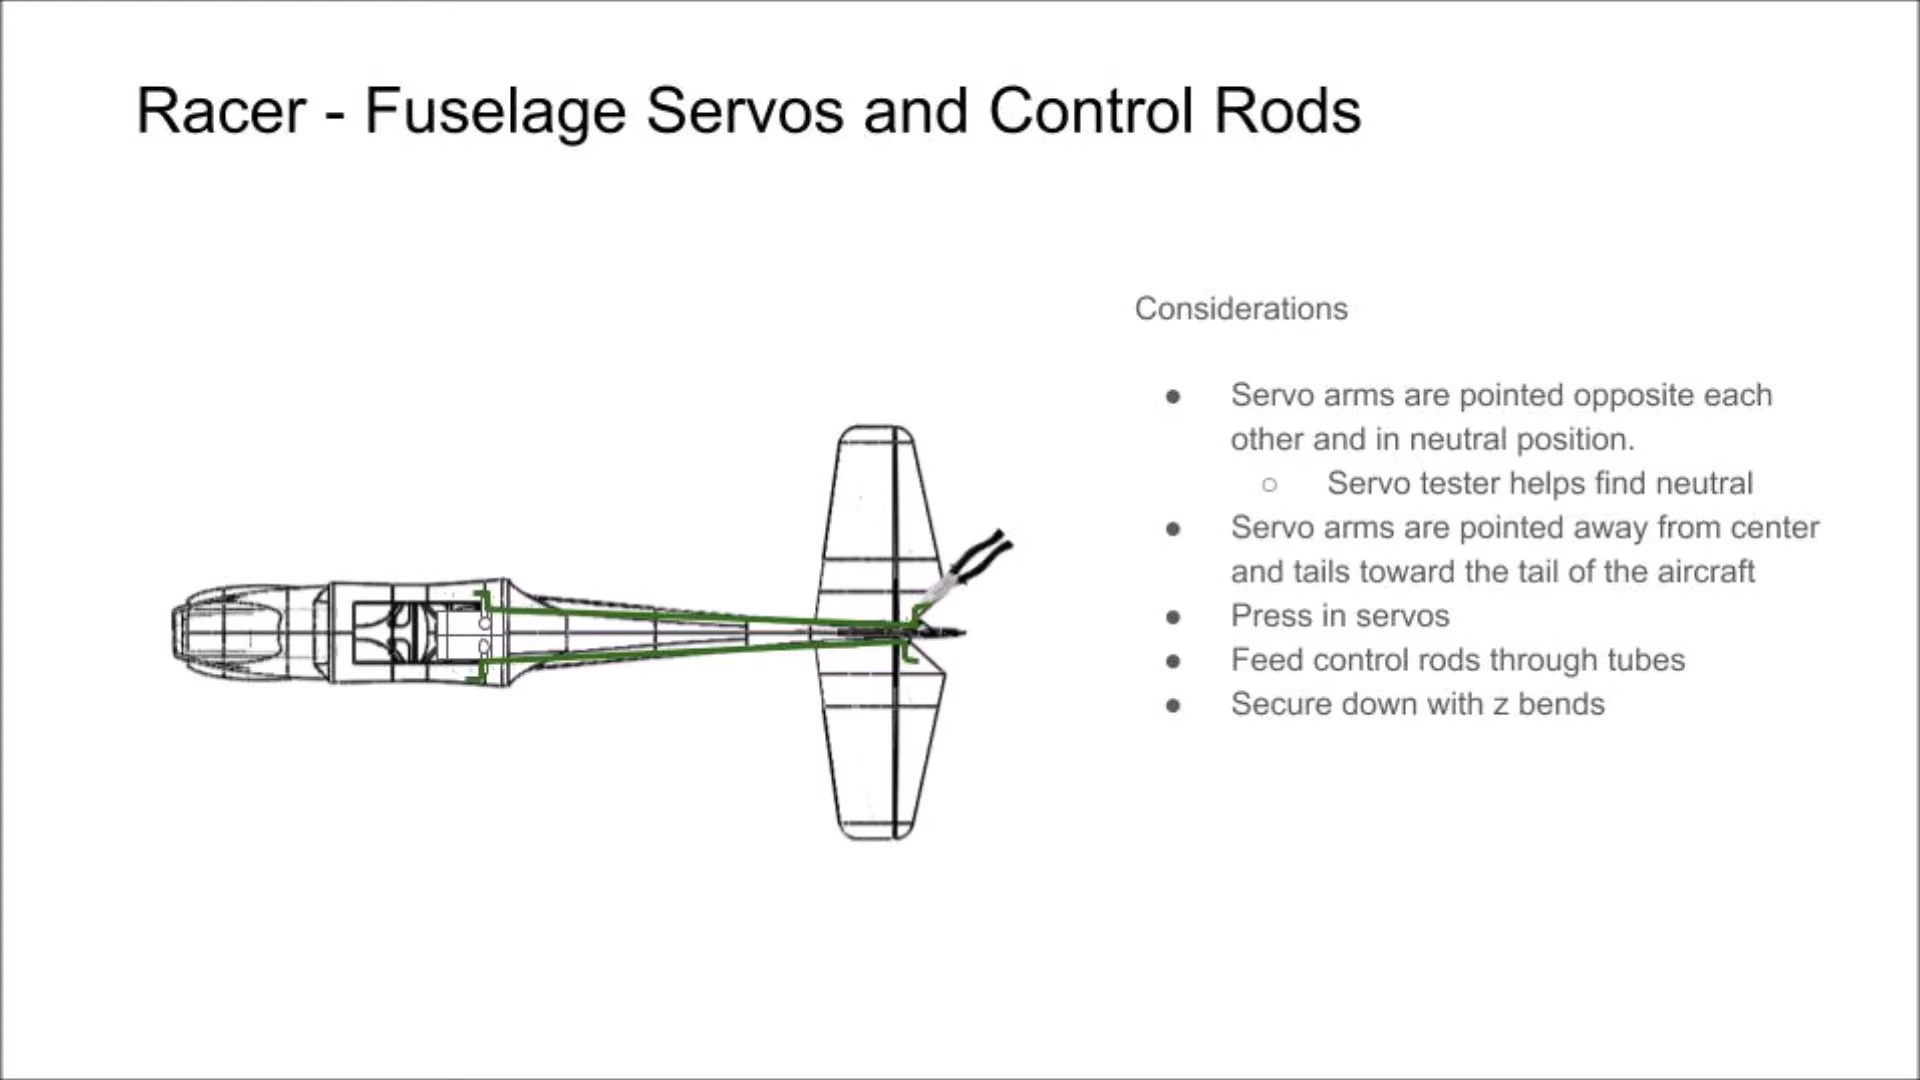 Racer - Fuselage Servos and Control Rods
Considerations
● Servo arms are pointed opposite each
other and in neutral position.
○ Servo tester helps find neutral
● Servo arms are pointed away from center
and tails toward the tail of the aircraft
● Press in servos
● Feed control rods through tubes
● Secure down with z bends